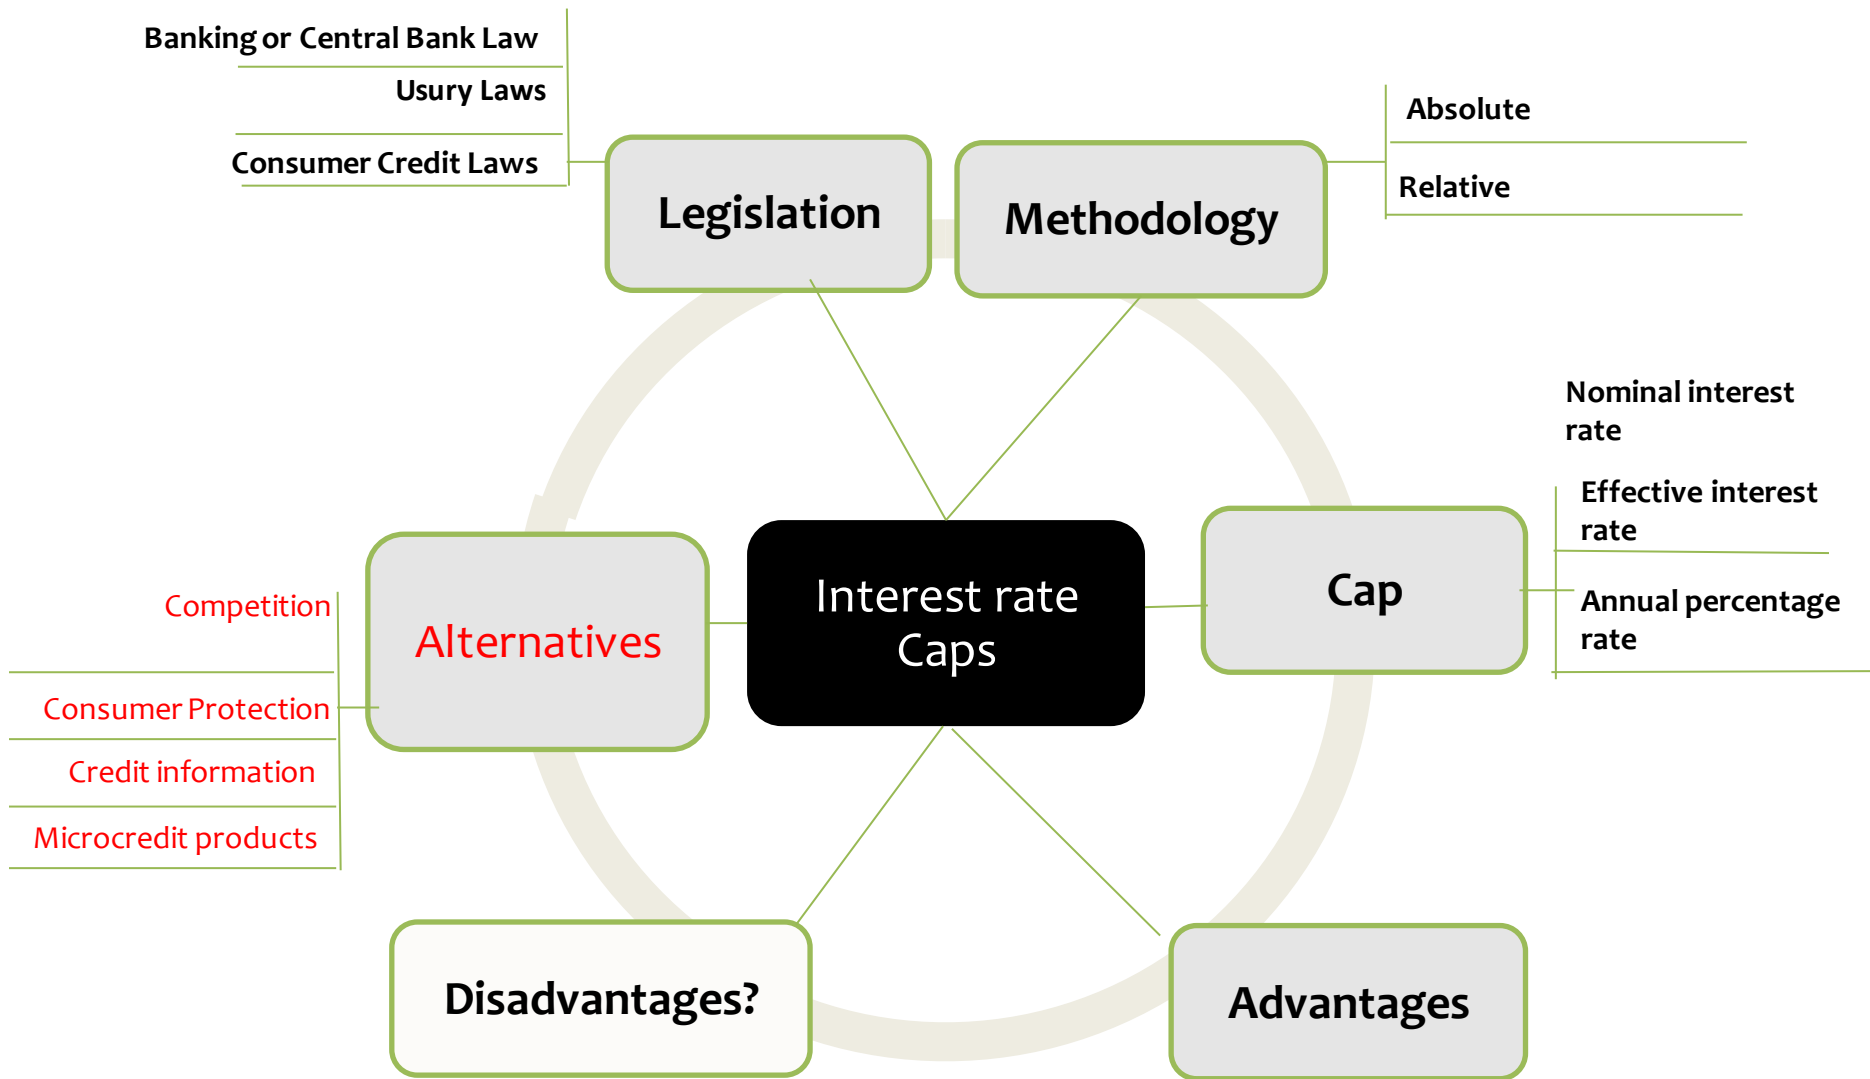 Banking or Central Bank Law
Usury Laws
Consumer Credit Laws
Legislation
Methodology
Absolute
Relative
Nominal interest
rate
Effective interest
rate
Annual percentage
rate
Cap
Interest rate
Caps
Alternatives
Competition
Consumer Protection
Credit information
Microcredit products
Disadvantages?
Advantages